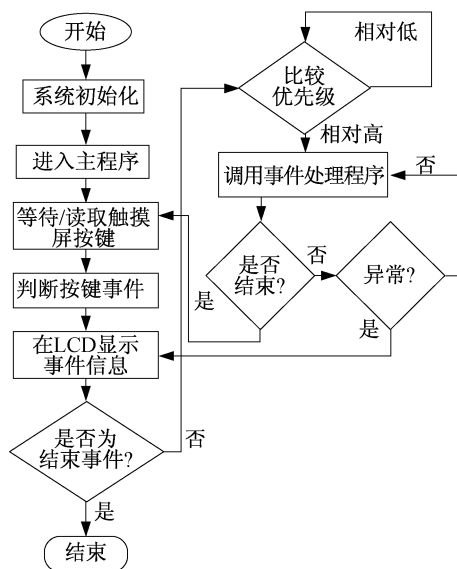 开始
系统初始化
进入主程序
等待/读取触摸
屏按键
判断按键事件
在LCD显示
事件信息
是否为
结束事件?
是
结束
否
比较
优先级
相对低
相对高
调用事件处理程序
否
是否
结束?
是
否
异常?
是